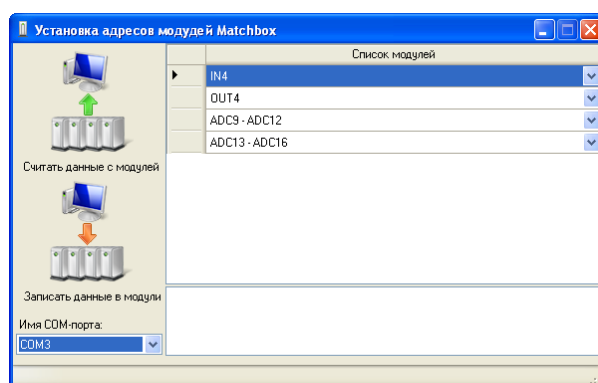 Установка адресов модудей Matchbox
Список модулей
IN4
OUT4
ADC9 - ADC12
ADC13 - ADC16
Считать данные с модулей
Записать данные в модули
Имя COM-порта:
COM3